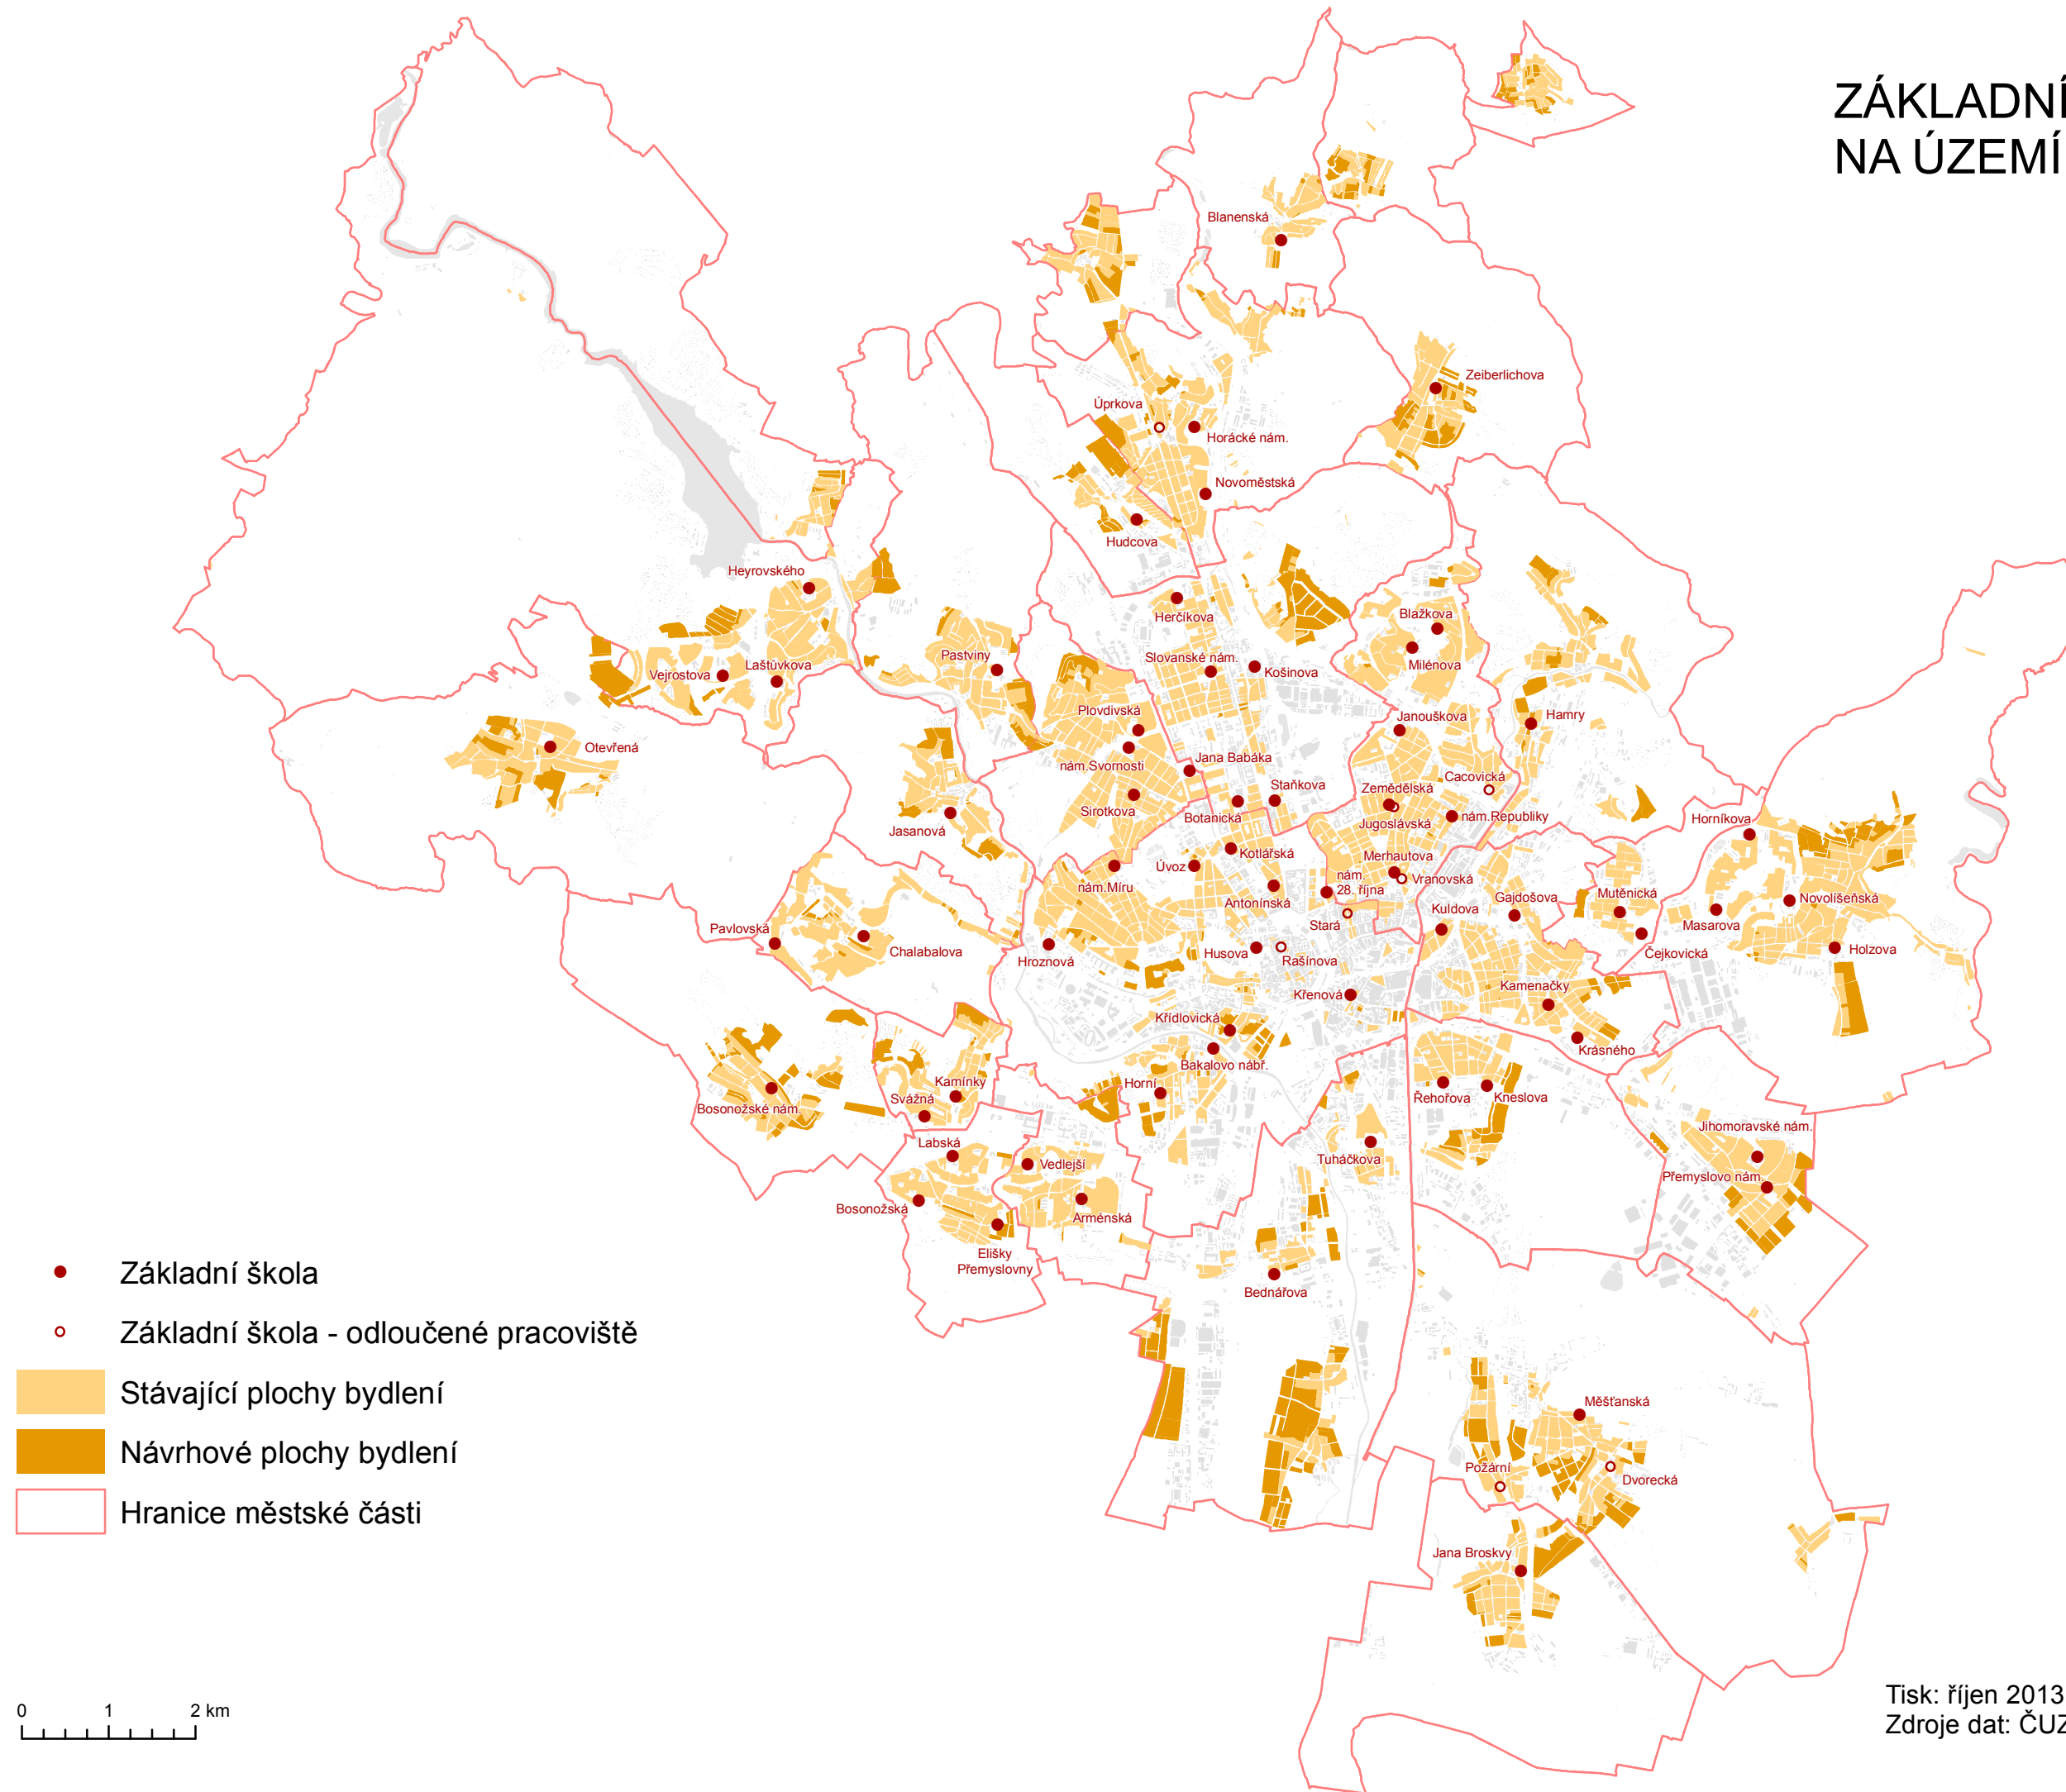 ZÁKLADNÍ
NA ÚZEMÍ
Blanenská
Zeiberlichova
Úprkova
Horácké nám.
Novoměstská
Hudcova
Heyrovského
Herčíkova
Blažkova
Milénova
Slovanské nám.
Košinova
Pastviny
Laštůvkova
Vejrostova
Plovdivská
Janouškova
Hamry
Otevřená
nám.Svornosti
Jana Babáka
Cacovická
Staňkova
Zemědělská
Sirotkova
Botanická
Jugoslávská
nám.Republiky
Horníkova
Jasanová
Kotlářská
Merhautova
Úvoz
nám.Míru
nám.
28. října
Vranovská
Gajdošova
Mutěnická
Novolíšeňská
Antonínská
Kuldova
Masarova
Stará
Pavlovská
Chalabalova
Hroznová
Husova
Rašínova
Čejkovická
Holzova
Křenová
Kamenačky
Křídlovická
Krásného
Bakalovo nábř.
Kamínky
Horní
Svážná
Řehořova
Kneslova
Bosonožské nám.
Jihomoravské nám.
Labská
Vedlejší
Tuháčkova
Přemyslovo nám.
Bosonožská
Arménská
Elišky
Přemyslovny
Bednářova
Měšťanská
Požární
Dvorecká
Jana Broskvy
Základní škola
Základní škola - odloučené pracoviště
Stávající plochy bydlení
Návrhové plochy bydlení
Hranice městské části
0 1 2 km
Tisk: říjen 2013
Zdroje dat: ČUZ